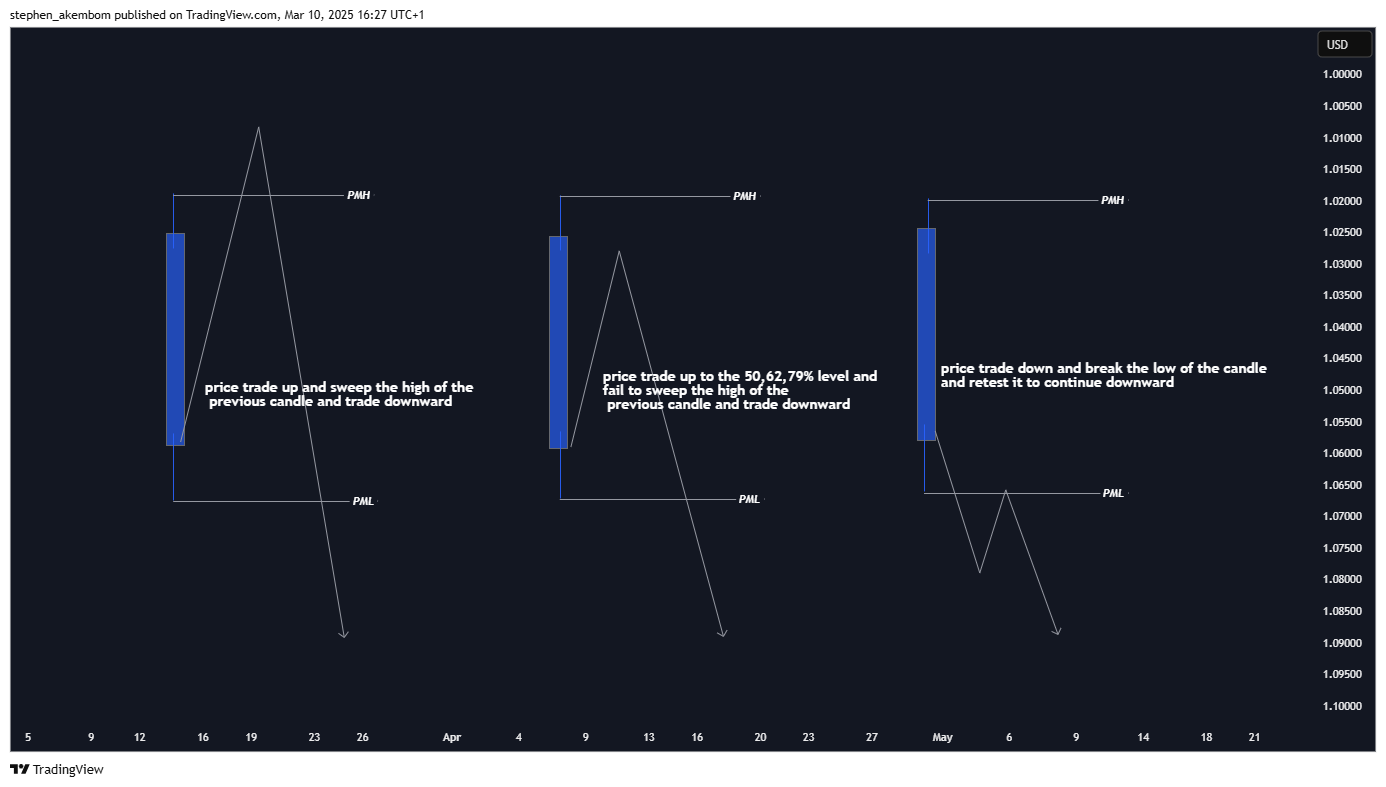 stephen_akembom published on TradingView.com, Mar 10, 2025 16:27 UTC+1
USD
1.00000
1.00500
1.01000
1.01500
1.02000
1.02500
1.03000
1.03500
1.04000
1.04500
1.05000
1.05500
1.06000
1.06500
1.07000
1.07500
1.08000
1.08500
1.09000
1.09500
1.10000
PMH
price trade up and sweep the high of the
previous candle and trade downward
PML
PMH
price trade up to the 50,62,79% level and
fail to sweep the high of the
previous candle and trade downward
PML
PMH
price trade down and break the low of the candle
and retest it to continue downward
PML
5 9 12 16 19 23 26 Apr 4 9 13 16 20 23 27 May 6 9 14 18 21
TradingView